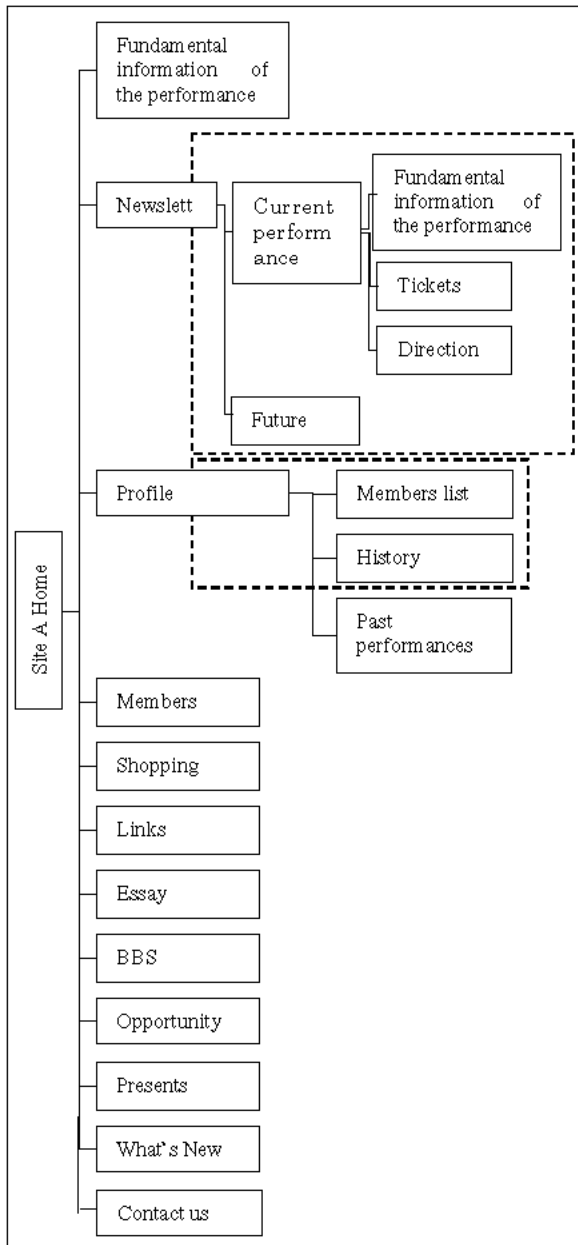 Fundamental
information of
the performance
Newslett
Current
perform
ance
Fundamental
information of
the performance
Tickets
Direction
Future
Profile
Members list
History
Past
performances
Site A Home
Members
Shopping
Links
Essay
BBS
Opportunity
Presents
What's New
Contact us